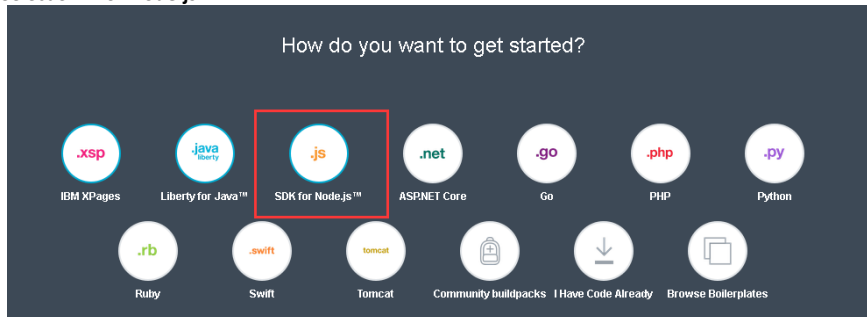 How do you want to get started?
.xsp
.java
liberty
.js
.net
.go
.php
.py
IBM XPages
Liberty for Java™
SDK for Node.js™
ASP.NET Core
Go
PHP
Python
.rb
.swift
tomcat
Ruby
Swift
Tomcat
Community buildpacks
I Have Code Already
Browse Boilerplates